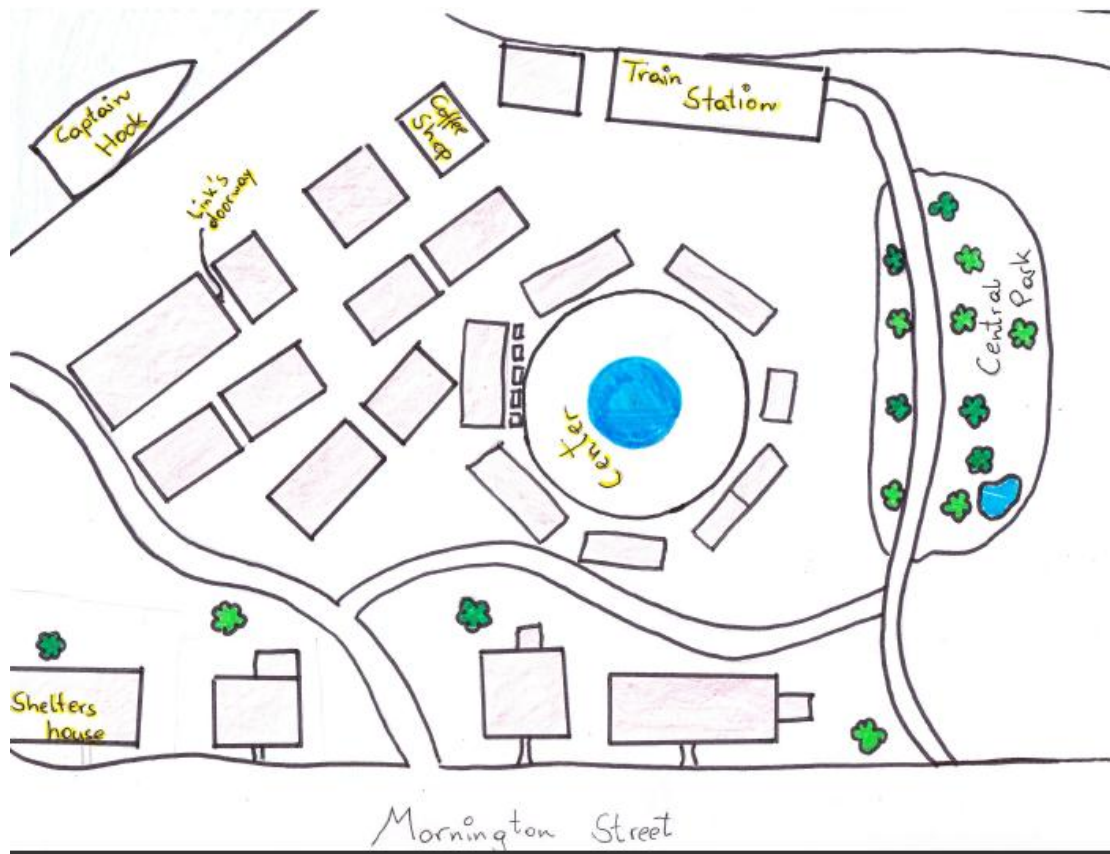 Train
Station
Captain
Hook
Coffee
Shop
Link's
doorway
Central
Park
Center
Shelters
house
Mornington Street